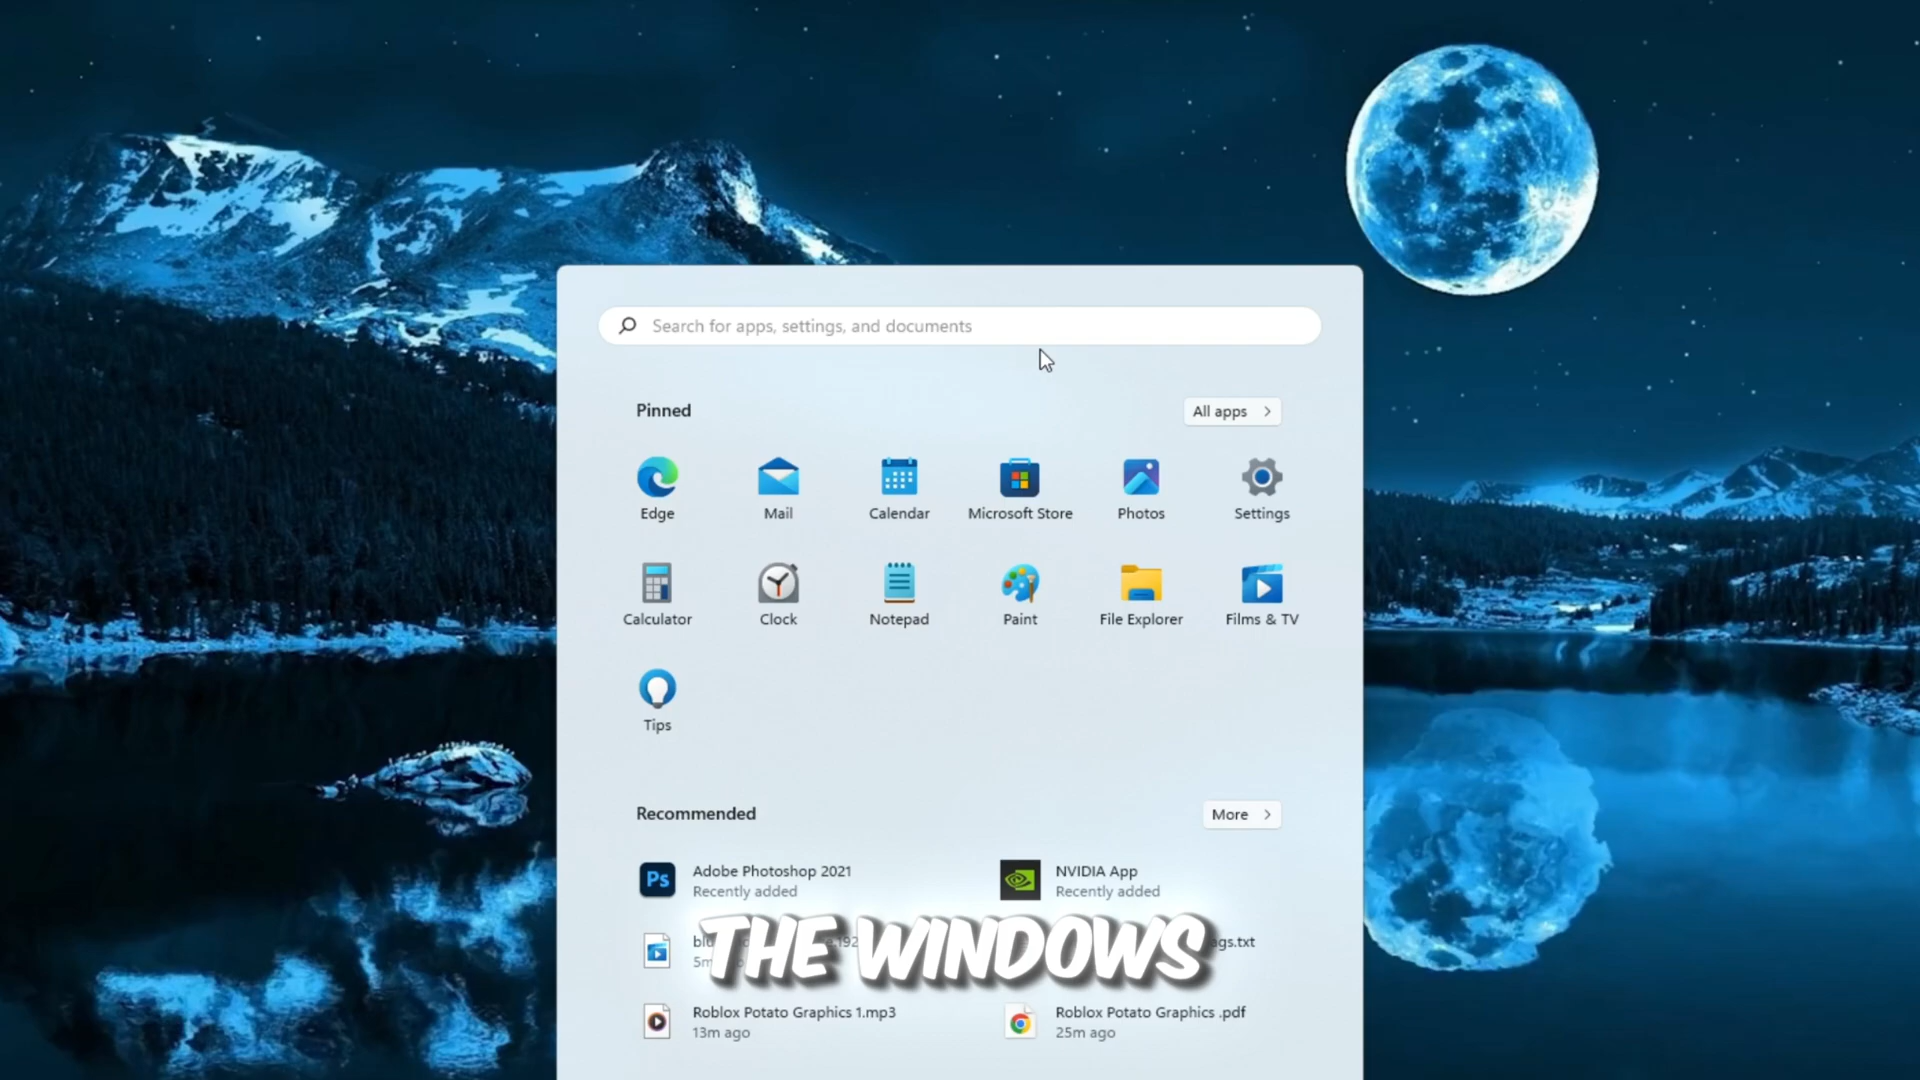 Search for apps, settings, and documents
Pinned
All apps
Edge
Mail
Calendar
Microsoft Store
Photos
Settings
Calculator
Clock
Notepad
Paint
File Explorer
Films & TV
Tips
Recommended
More
Ps
Adobe Photoshop 2021
Recently added
NVIDIA App
Recently added
THE WINDOWS
Roblox Potato Graphics 1.mp3
13m ago
Roblox Potato Graphics .pdf
25m ago